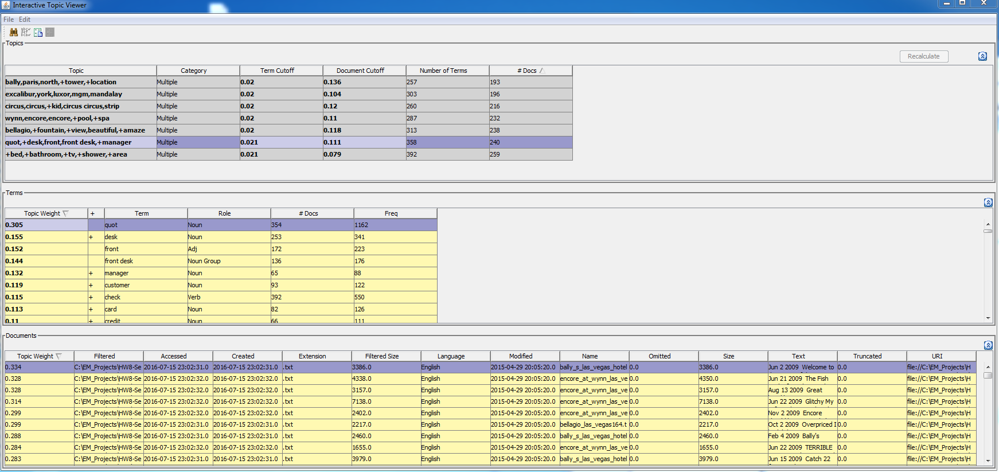 Interactive Topic Viewer
File Edit
Topics
Recalculate
Topic Category Term Cutoff Document Cutoff Number of Terms # Docs
bally,paris,north,+tower,+location Multiple 0.02 0.136 257 193
excalibur,york,luxor,mgm,mandalay Multiple 0.02 0.104 303 196
circus,circus,+kid,circus circus,strip Multiple 0.02 0.12 260 216
wynn,encore,encore,+pool,+spa Multiple 0.02 0.11 287 232
bellagio,+fountain,+view,beautiful,+amaze Multiple 0.02 0.118 313 238
quot,+desk,front,front desk,+manager Multiple 0.021 0.111 358 240
+bed,+bathroom,+tv,+shower,+area Multiple 0.021 0.079 392 259
Terms
Topic Weight + Term Role # Docs Freq
0.305 quot Noun 354 1162
0.155 + desk Noun 253 341
0.152 front Adj 172 223
0.144 front desk Noun Group 136 176
0.132 + manager Noun 65 88
0.119 + customer Noun 93 122
0.115 + check Verb 392 550
0.113 + card Noun 82 126
0.11 + credit Noun 66 111
Documents
Topic Weight Filtered Accessed Created Extension Filtered Size Language Modified Name Omitted Size Text Truncated URI
0.334 C:\EM_Projects\HW8-Se 2016-07-15 23:02:31.0 2016-07-15 23:02:31.0 .txt 3386.0 English 2015-04-29 20:05:20.0 bally_s_las_vegas_hotel 0.0 3386.0 Jun 2 2009 Welcome to 0.0 file://C:\EM_Projects\H
0.328 C:\EM_Projects\HW8-Se 2016-07-15 23:02:32.0 2016-07-15 23:02:32.0 .txt 4338.0 English 2015-04-29 20:05:20.0 encore_at_wynn_las_ve 0.0 4350.0 Jun 21 2009 The Fish 0.0 file://C:\EM_Projects\H
0.328 C:\EM_Projects\HW8-Se 2016-07-15 23:02:32.0 2016-07-15 23:02:31.0 .txt 3157.0 English 2015-04-29 20:05:20.0 encore_at_wynn_las_ve 0.0 3157.0 Aug 13 2009 Great 0.0 file://C:\EM_Projects\H
0.314 C:\EM_Projects\HW8-Se 2016-07-15 23:02:32.0 2016-07-15 23:02:32.0 .txt 7138.0 English 2015-04-29 20:05:20.0 encore_at_wynn_las_ve 0.0 7138.0 Jun 22 2009 Glitchy My 0.0 file://C:\EM_Projects\H
0.299 C:\EM_Projects\HW8-Se 2016-07-15 23:02:32.0 2016-07-15 23:02:31.0 .txt 2402.0 English 2015-04-29 20:05:20.0 encore_at_wynn_las_ve 0.0 2402.0 Nov 2 2009 Encore 0.0 file://C:\EM_Projects\H
0.299 C:\EM_Projects\HW8-Se 2016-07-15 23:02:31.0 2016-07-15 23:02:31.0 .txt 2217.0 English 2015-04-29 20:05:20.0 bellagio_las_vegas164.t 0.0 2217.0 Oct 2 2009 Overpriced I 0.0 file://C:\EM_Projects\H
0.288 C:\EM_Projects\HW8-Se 2016-07-15 23:02:31.0 2016-07-15 23:02:31.0 .txt 2460.0 English 2015-04-29 20:05:20.0 bally_s_las_vegas_hotel 0.0 2460.0 Feb 4 2009 Bally's 0.0 file://C:\EM_Projects\H
0.284 C:\EM_Projects\HW8-Se 2016-07-15 23:02:32.0 2016-07-15 23:02:32.0 .txt 1655.0 English 2015-04-29 20:05:20.0 encore_at_wynn_las_ve 0.0 1655.0 Jun 22 2009 TERRIBLE 0.0 file://C:\EM_Projects\H
0.283 C:\EM_Projects\HW8-Se 2016-07-15 23:02:31.0 2016-07-15 23:02:31.0 .txt 3979.0 English 2015-04-29 20:05:20.0 bally_s_las_vegas_hotel 0.0 3979.0 Jun 15 2009 Catch 22 0.0 file://C:\EM_Projects\H